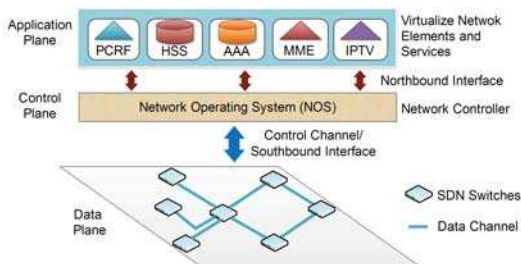 Application
Plane
PCRF
HSS
AAA
MME
IPTV
Virtualize Netwok
Elements and
Services
Northbound Interface
Control
Plane
Network Operating System (NOS)
Network Controller
Control Channel/
Southbound Interface
Data
Plane
SDN Switches
Data Channel